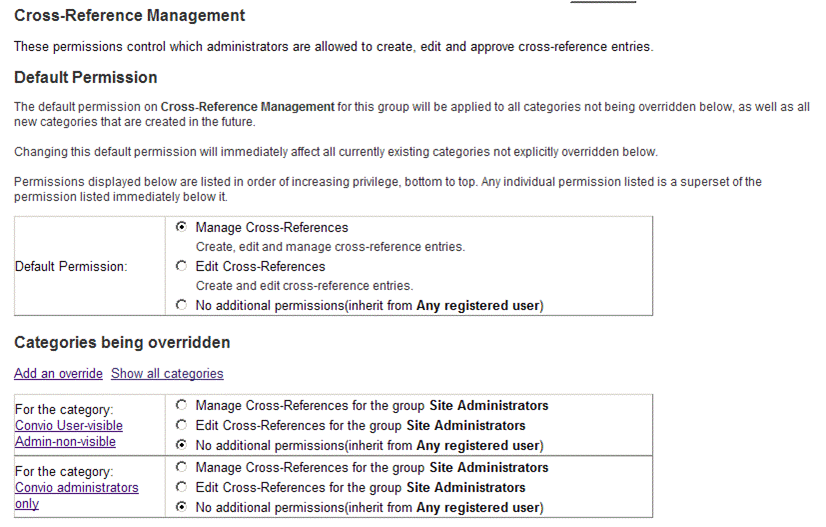 Cross-Reference Management
These permissions control which administrators are allowed to create, edit and approve cross-reference entries.
Default Permission
The default permission on Cross-Reference Management for this group will be applied to all categories not being overridden below, as well as all
new categories that are created in the future.
Changing this default permission will immediately affect all currently existing categories not explicitly overridden below.
Permissions displayed below are listed in order of increasing privilege, bottom to top. Any individual permission listed is a superset of the
permission listed immediately below it.
Default Permission:
Manage Cross-References
Create, edit and manage cross-reference entries.
Edit Cross-References
Create and edit cross-reference entries.
No additional permissions(inherit from Any registered user)
Categories being overridden
Add an override Show all categories
For the category:
Convio User-visible
Admin-non-visible
Manage Cross-References for the group Site Administrators
Edit Cross-References for the group Site Administrators
No additional permissions(inherit from Any registered user)
For the category:
Convio administrators
only
Manage Cross-References for the group Site Administrators
Edit Cross-References for the group Site Administrators
No additional permissions(inherit from Any registered user)